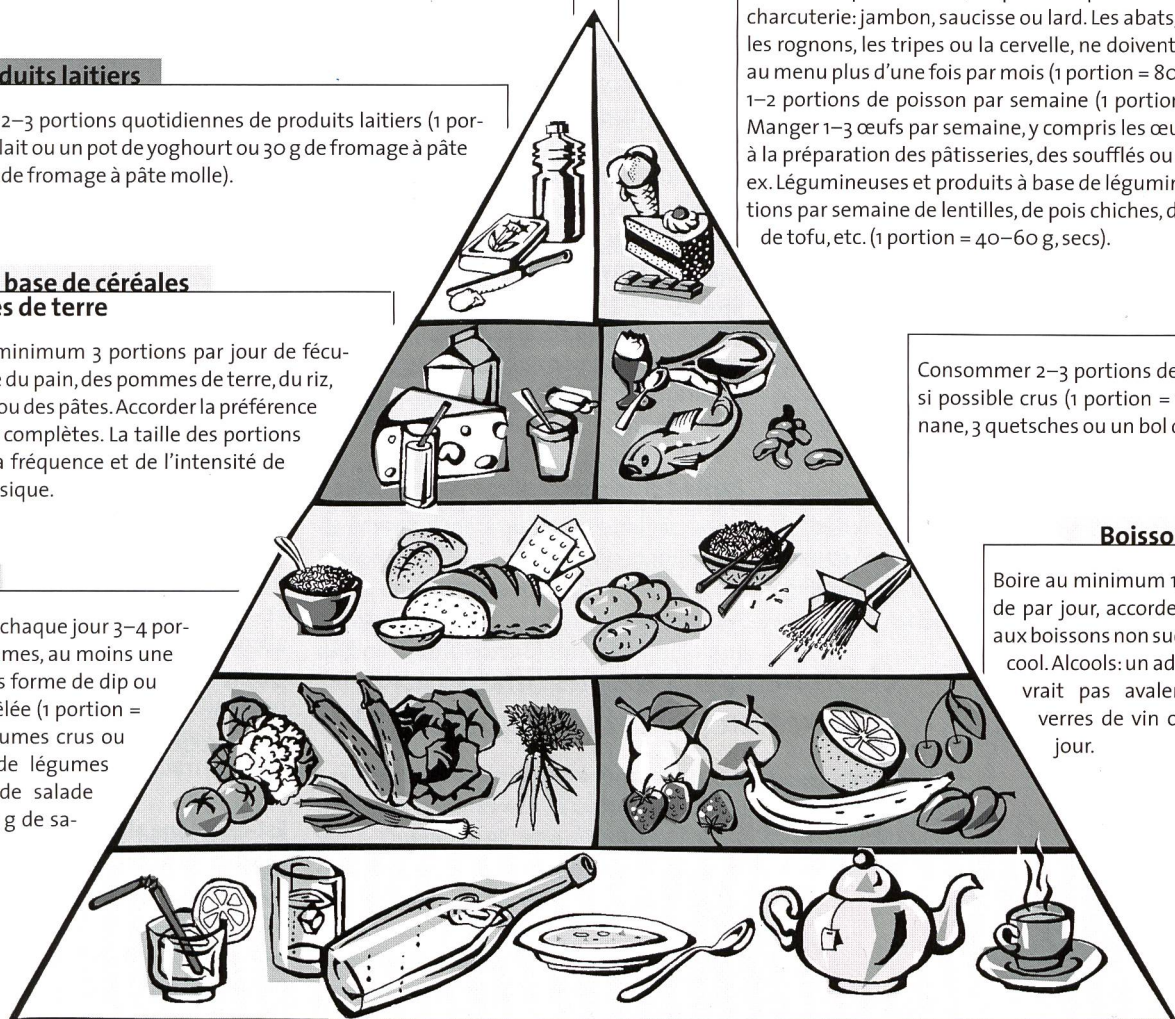 duits laitiers
2–3 portions quotidiennes de produits laitiers (1 por-
lait ou un pot de yoghourt ou 30 g de fromage à pâte
de fromage à pâte molle).
base de céréales
es de terre
minimum 3 portions par jour de fécu-
du pain, des pommes de terre, du riz,
ou des pâtes. Accorder la préférence
complètes. La taille des portions
a fréquence et de l'intensité de
sique.
chaque jour 3–4 por-
mes, au moins une
s forme de dip ou
êlée (1 portion =
umes crus ou
de légumes
de salade
g de sa-
charcuterie: jambon, saucisse ou lard. Les abats,
les rognons, les tripes ou la cervelle, ne doivent
au menu plus d'une fois par mois (1 portion = 80
1–2 portions de poisson par semaine (1 portion
Manger 1–3 œufs par semaine, y compris les œu
à la préparation des pâtisseries, des soufflés ou
ex. Légumineuses et produits à base de légumin
tions par semaine de lentilles, de pois chiches, d
de tofu, etc. (1 portion = 40–60 g, secs).
Consommer 2–3 portions de
si possible crus (1 portion =
nane, 3 quetsches ou un bol d
Boisso
Boire au minimum 1
de par jour, accorde
aux boissons non su
cool. Alcools: un ad
vrait pas avale
verres de vin o
jour.